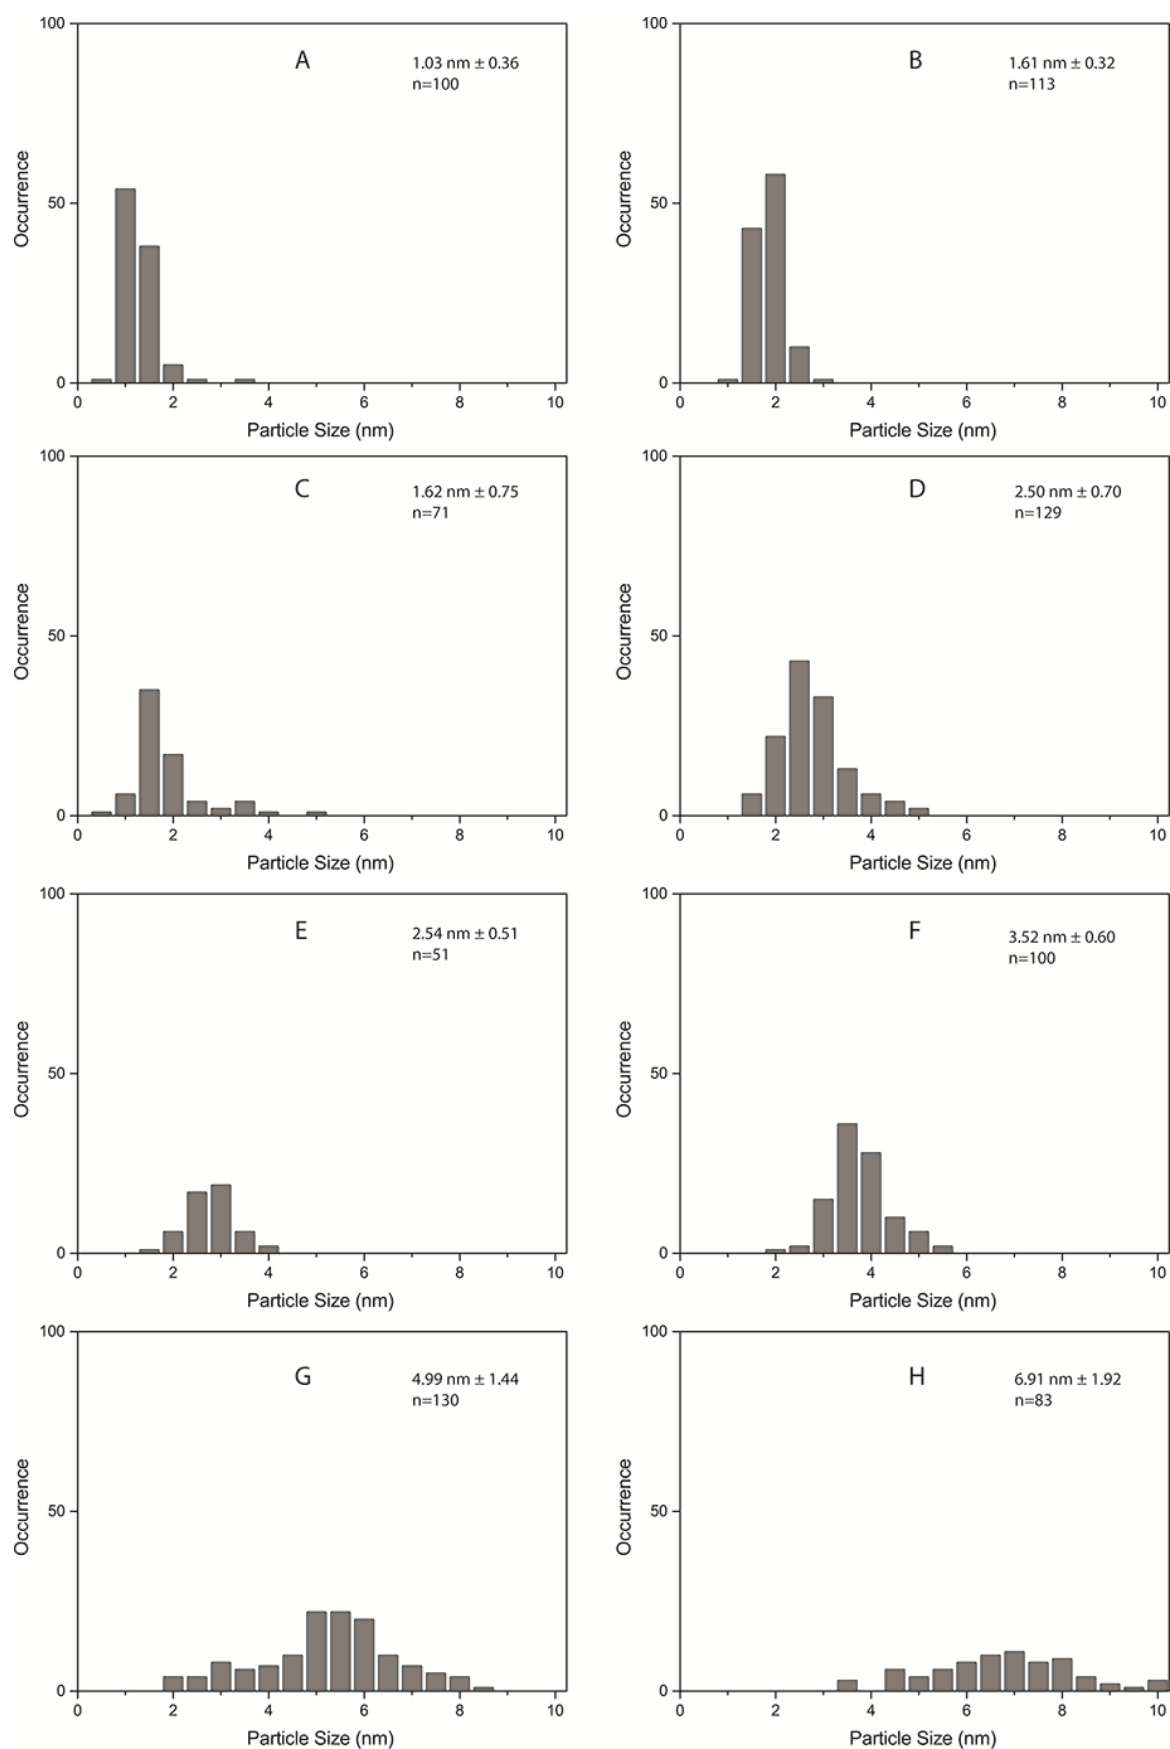 100
A
1.03 nm ± 0.36
n=100
50
Occurrence
0
0 2 4 6 8 10
Particle Size (nm)
100
B
1.61 nm ± 0.32
n=113
50
Occurrence
0
0 2 4 6 8 10
Particle Size (nm)
100
C
1.62 nm ± 0.75
n=71
50
Occurrence
0
0 2 4 6 8 10
Particle Size (nm)
100
D
2.50 nm ± 0.70
n=129
50
Occurrence
0
0 2 4 6 8 10
Particle Size (nm)
100
E
2.54 nm ± 0.51
n=51
50
Occurrence
0
0 2 4 6 8 10
Particle Size (nm)
100
F
3.52 nm ± 0.60
n=100
50
Occurrence
0
0 2 4 6 8 10
Particle Size (nm)
100
G
4.99 nm ± 1.44
n=130
50
Occurrence
0
0 2 4 6 8 10
Particle Size (nm)
100
H
6.91 nm ± 1.92
n=83
50
Occurrence
0
0 2 4 6 8 10
Particle Size (nm)